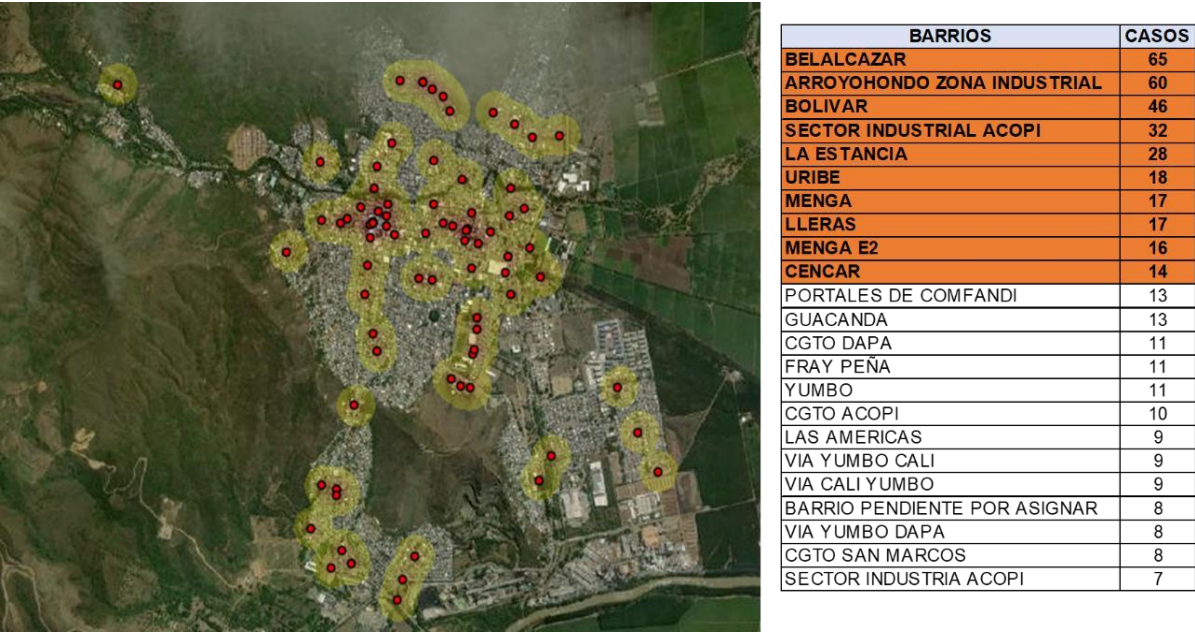 BARRIOS CASOS
BELALCAZAR 65
ARROYOHONDO ZONA INDUSTRIAL 60
BOLIVAR 46
SECTOR INDUSTRIAL ACOPI 32
LA ESTANCIA 28
URIBE 18
MENGA 17
LLERAS 17
MENGA E2 16
CENCAR 14
PORTALES DE COMFANDI 13
GUACANDA 13
CGTO DAPA 11
FRAY PEÑA 11
YUMBO 11
CGTO ACOPI 10
LAS AMERICAS 9
VIA YUMBO CALI 9
VIA CALI YUMBO 9
BARRIO PENDIENTE POR ASIGNAR 8
VIA YUMBO DAPA 8
CGTO SAN MARCOS 8
SECTOR INDUSTRIA ACOPI 7